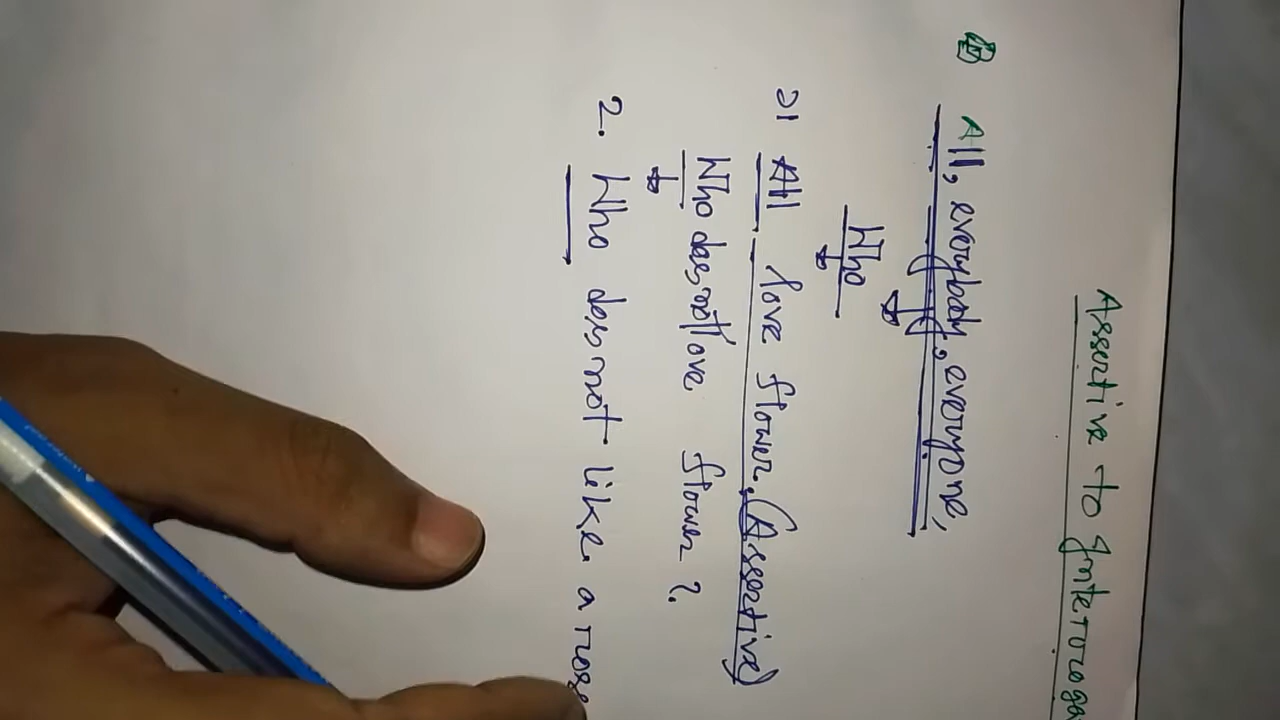 Assertive to Interroga
All, everybody, everyone,
Who
১। All love flower. (Assertive)
Who does not love flower ?
2. Who does not like a rose